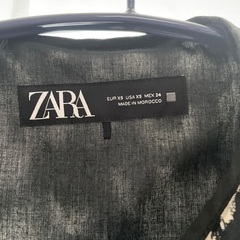 ZARA
EUR XS USA XS MEX 24
MADE IN MOROCCO